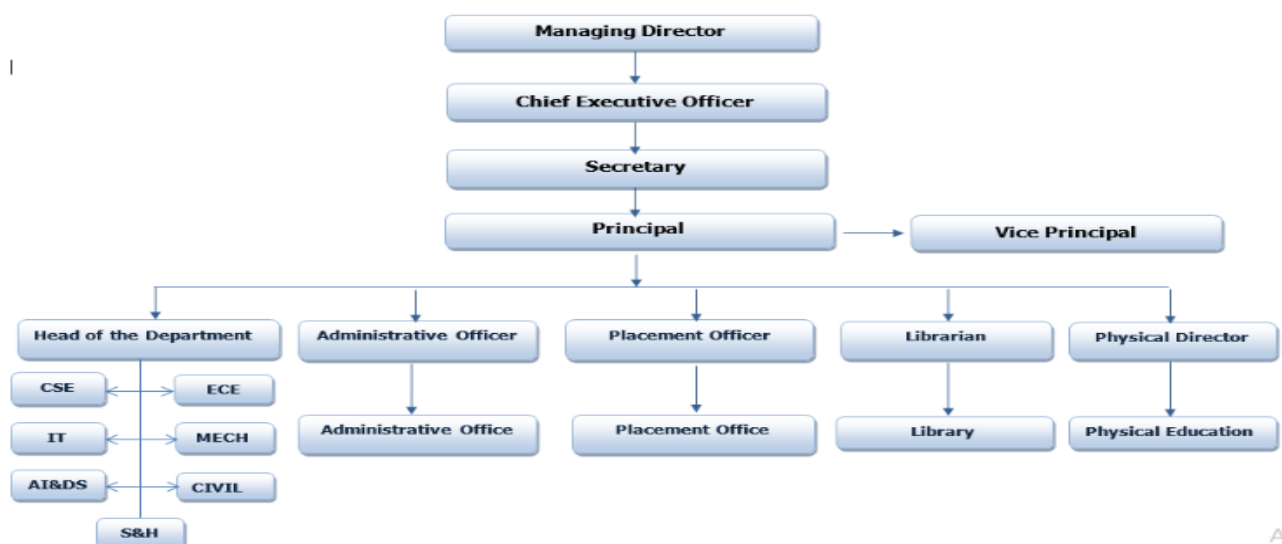 Managing Director
Chief Executive Officer
Secretary
Principal
Vice Principal
Head of the Department
Administrative Officer
Placement Officer
Librarian
Physical Director
CSE
ECE
Administrative Office
Placement Office
Library
Physical Education
IT
MECH
AI&DS
CIVIL
S&H